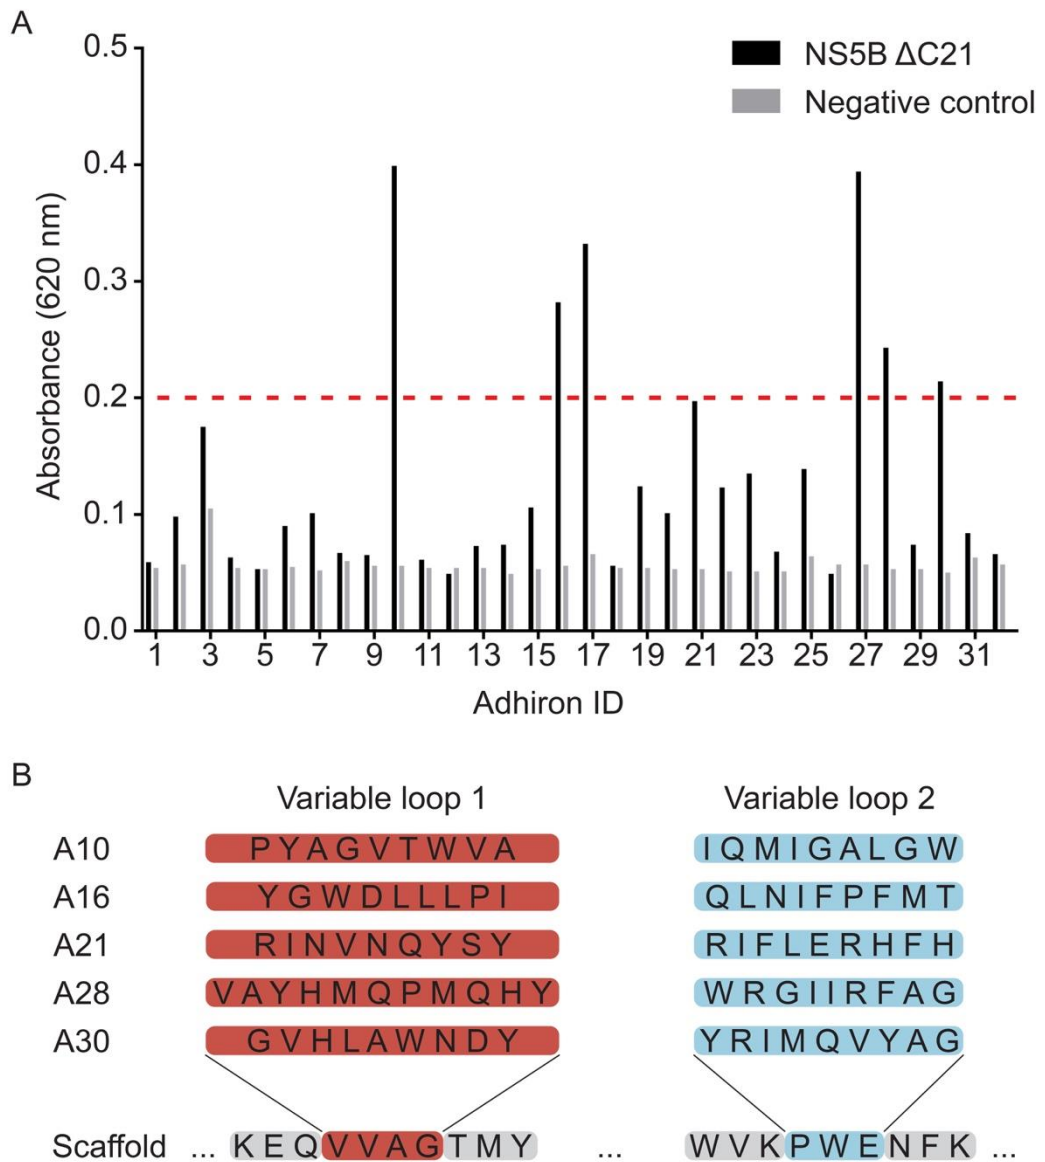 A
0.5
0.4
0.3
0.2
0.1
0.0
Absorbance (620 nm)
NS5B ΔC21
Negative control
1 3 5 7 9 11 13 15 17 19 21 23 25 27 29 31
Adhiron ID
B
Variable loop 1 Variable loop 2
A10 PYAGVTWVA IQMIGALGW
A16 YGWDLLLPI QLNIFPFMT
A21 RINVNQYSY RIFLERHFH
A28 VAYHMQPMQHY WRGIIRFAG
A30 GVHLAWNDY YRIMQVYAG
Scaffold ... KEQVVAGTMY ... WVKPWENFK ...